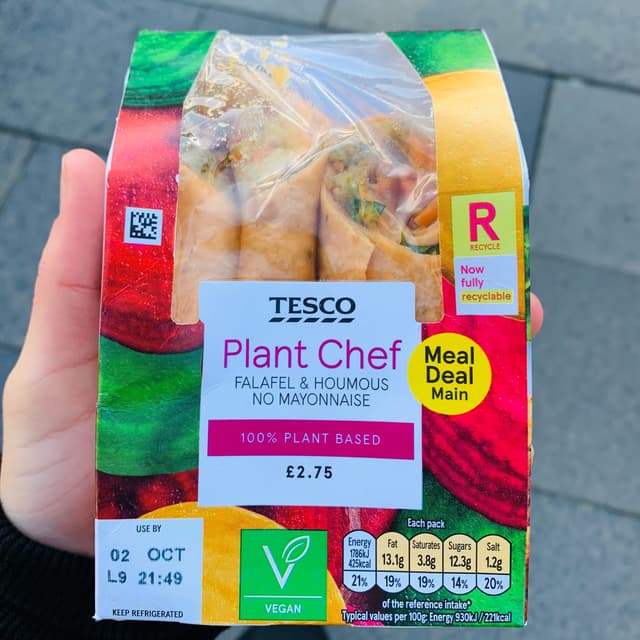 R
RECYCLE
Now
fully
recyclable
TESCO
Plant Chef
FALAFEL & HOUMOUS
NO MAYONNAISE
Meal
Deal
Main
100% PLANT BASED
£2.75
USE BY
02 OCT
L9 21:49
KEEP REFRIGERATED
V
VEGAN
Each pack
Energy Fat Saturates Sugars Salt
1786kJ
425kcal 13.1g 3.8g 12.3g 1.2g
21% 19% 19% 14% 20%
of the reference intake*
Typical values per 100g: Energy 930kJ / 221kcal